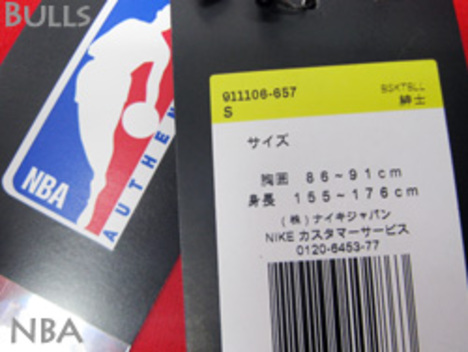 BULLS
NBA
AUTHEN
911106-657
BSKTBLL
S
紳士
サイズ
胸囲 86~91cm
身長 155~176cm
(株)ナイキジャパン
NIKE カスタマーサービス
0120-6453-77
NBA